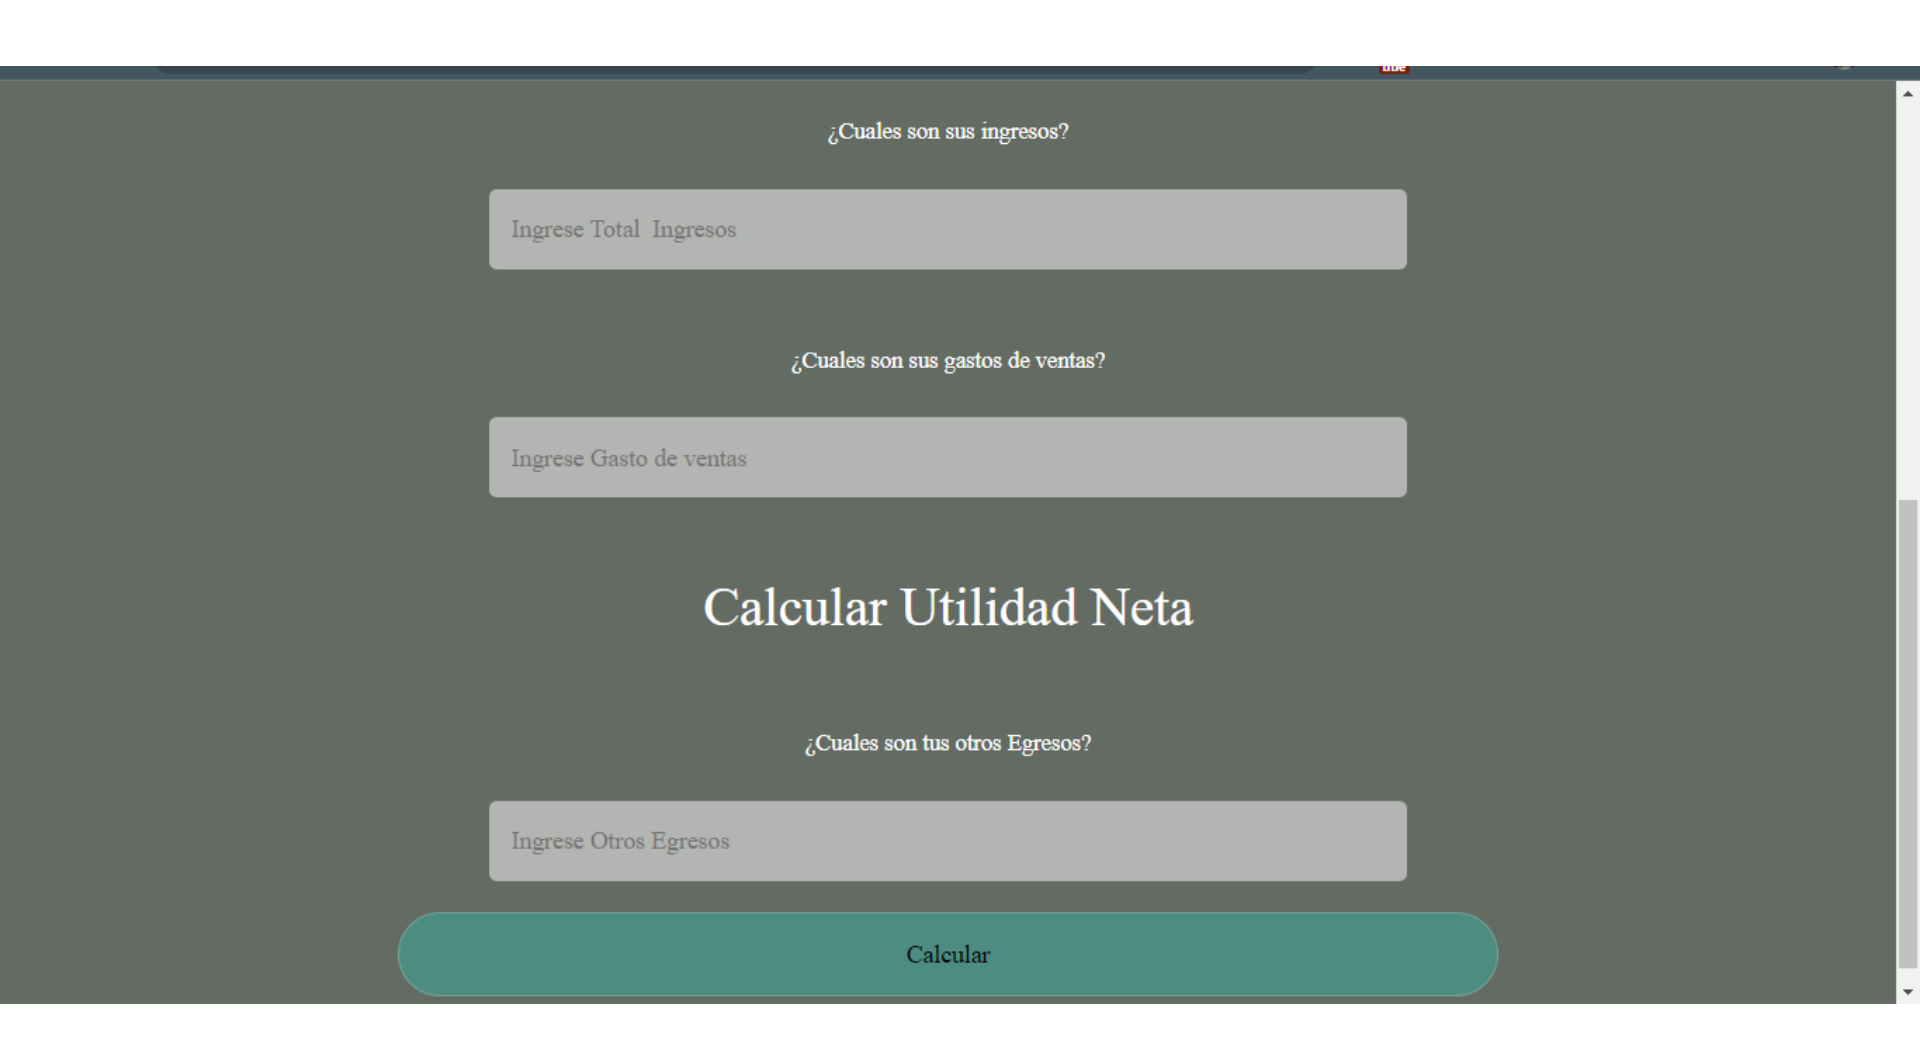 ¿Cuales son sus ingresos?
Ingrese Total  Ingresos
¿Cuales son sus gastos de ventas?
Ingrese Gasto de ventas
Calcular Utilidad Neta
¿Cuales son tus otros Egresos?
Ingrese Otros Egresos
Calcular